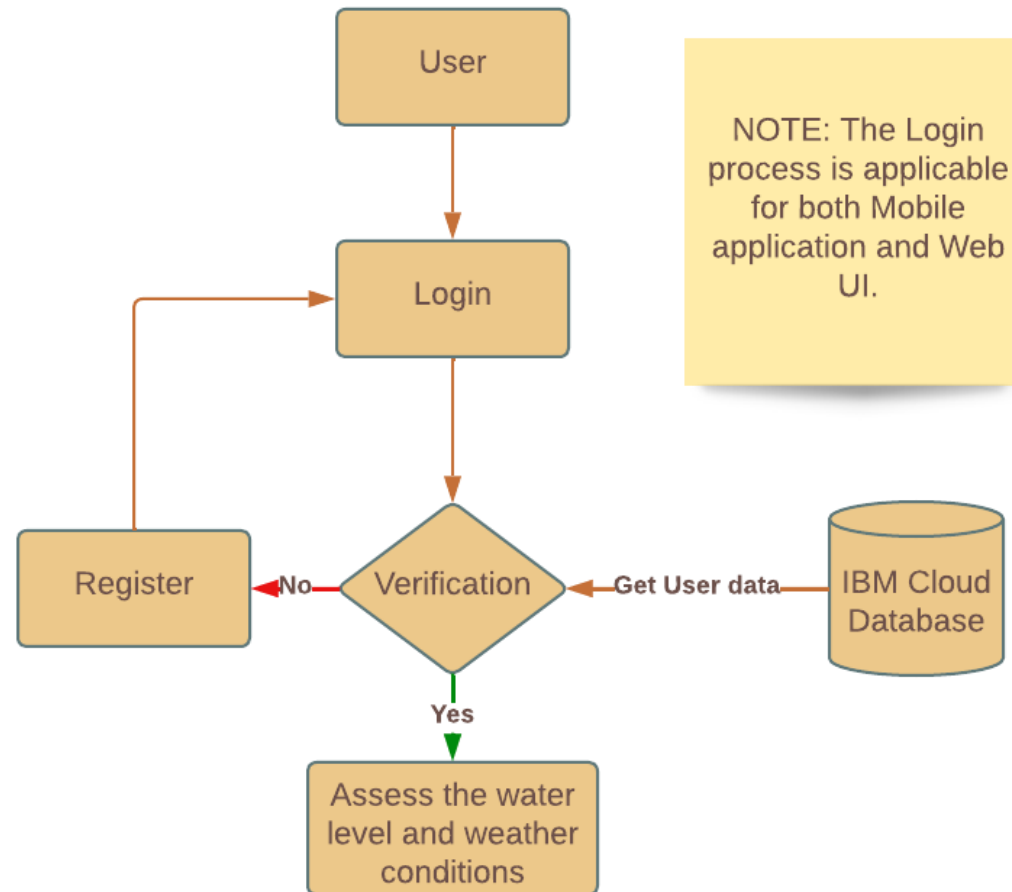 User
NOTE: The Login
process is applicable
for both Mobile
application and Web
UI.
Login
Register
No
Verification
Get User data
IBM Cloud
Database
Yes
Assess the water
level and weather
conditions